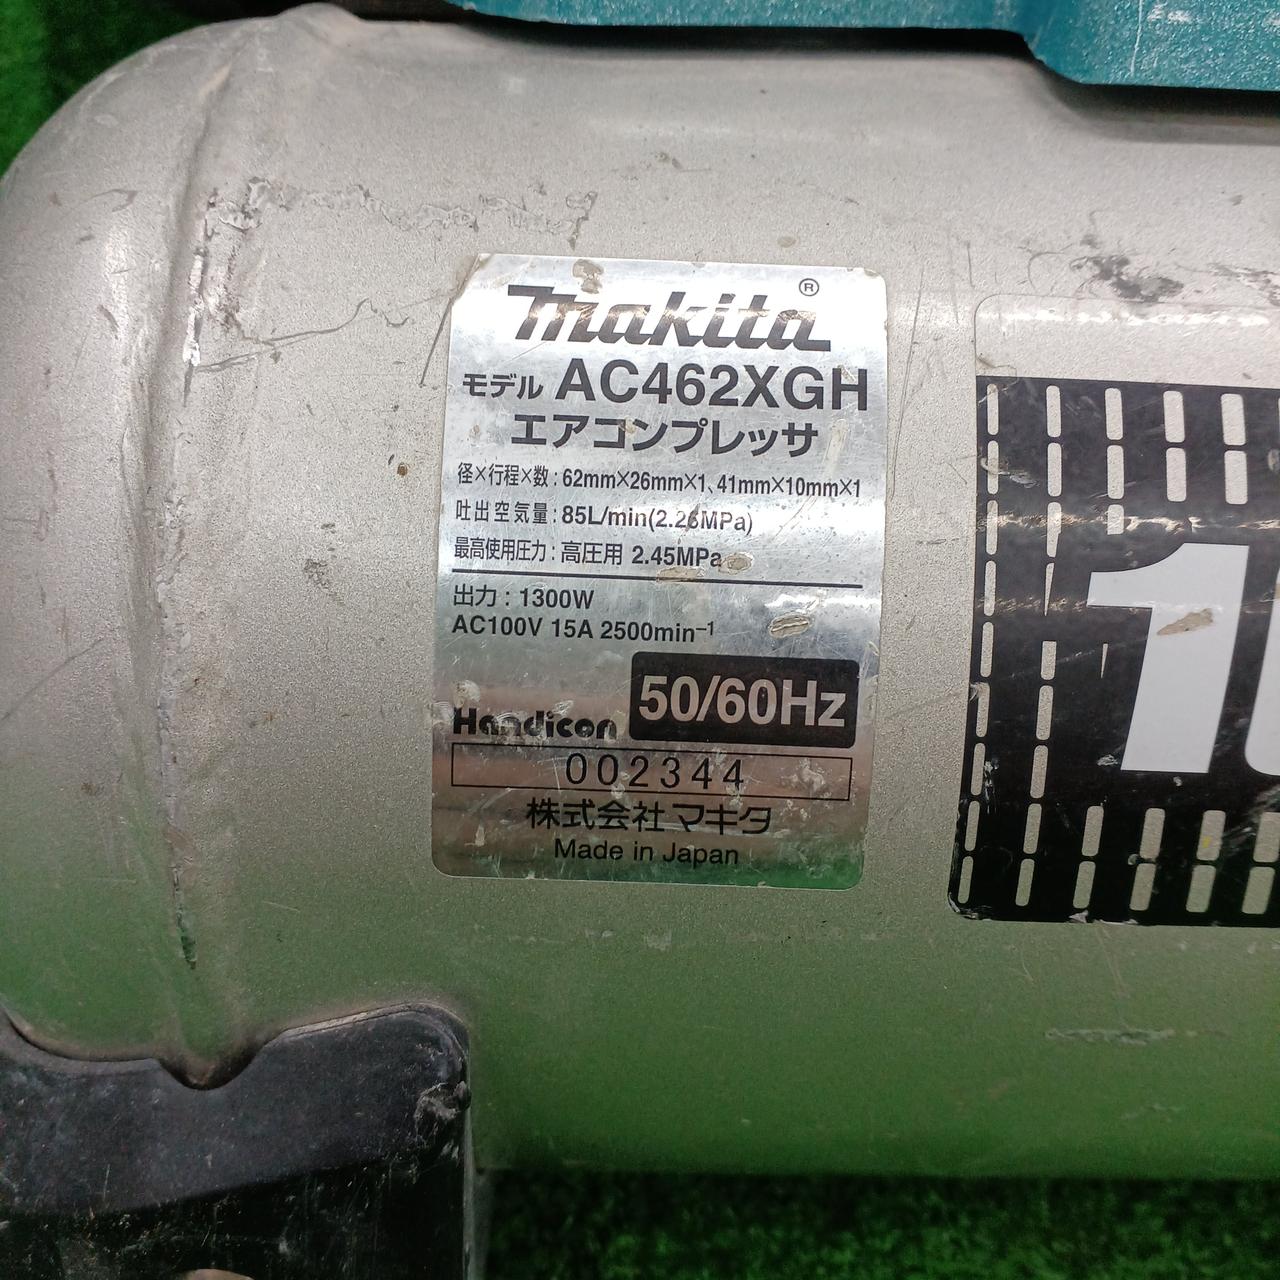 makita®
モデル AC462XGH
エアコンプレッサ
径×行程×数 : 62mm×26mm×1、41mm×10mm×1
吐出空気量 : 85L/min(2.26MPa)
最高使用圧力 : 高圧用 2.45MPa
出力 : 1300W
AC100V 15A 2500min⁻¹
50/60Hz
Handicon
002344
株式会社マキタ
Made in Japan